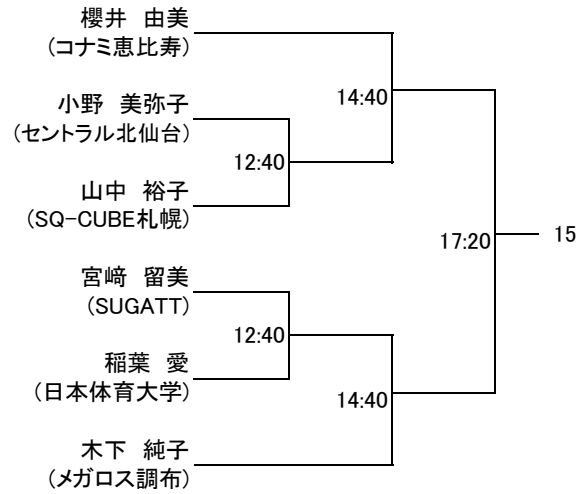 櫻井 由美
(コナミ恵比寿)
14:40
小野 美弥子
(セントラル北仙台)
12:40
山中 裕子
(SQ-CUBE札幌)
17:20
15
宮﨑 留美
(SUGATT)
12:40
稲葉 愛
(日本体育大学)
14:40
木下 純子
(メガロス調布)